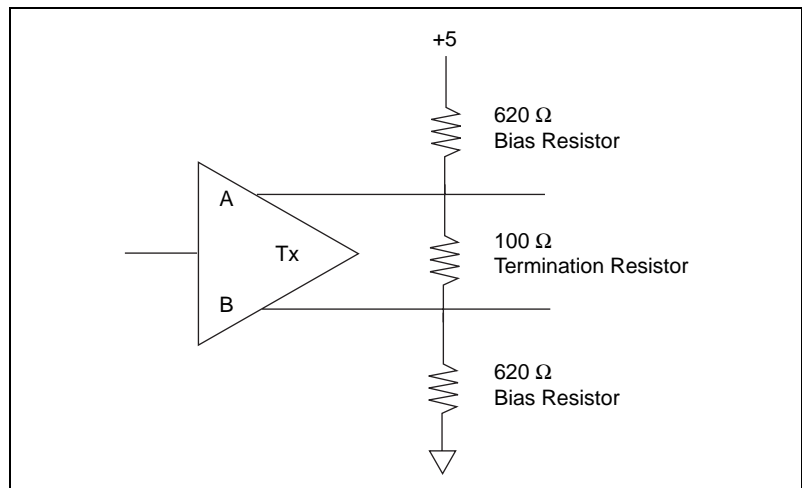 +5
620 Ω
Bias Resistor
A
100 Ω
Tx
Termination Resistor
B
620 Ω
Bias Resistor